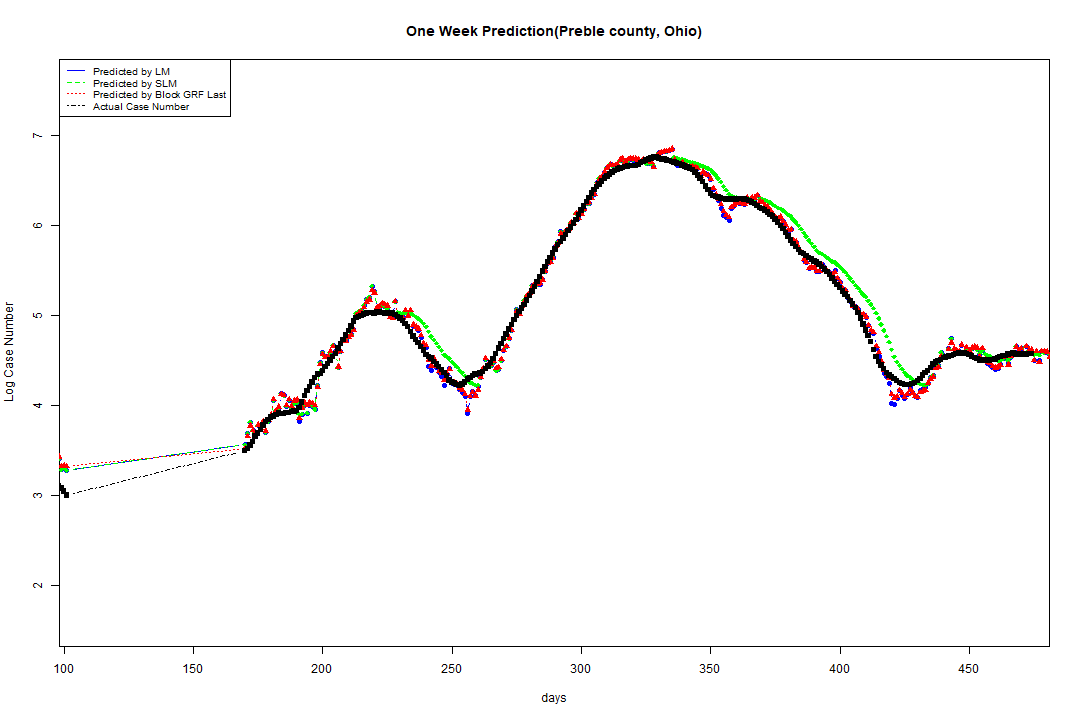 One Week Prediction(Preble county, Ohio)
Predicted by LM
Predicted by SLM
Predicted by Block GRF Last
Actual Case Number
7
6
5
4
3
2
Log Case Number
100 150 200 250 300 350 400 450
days